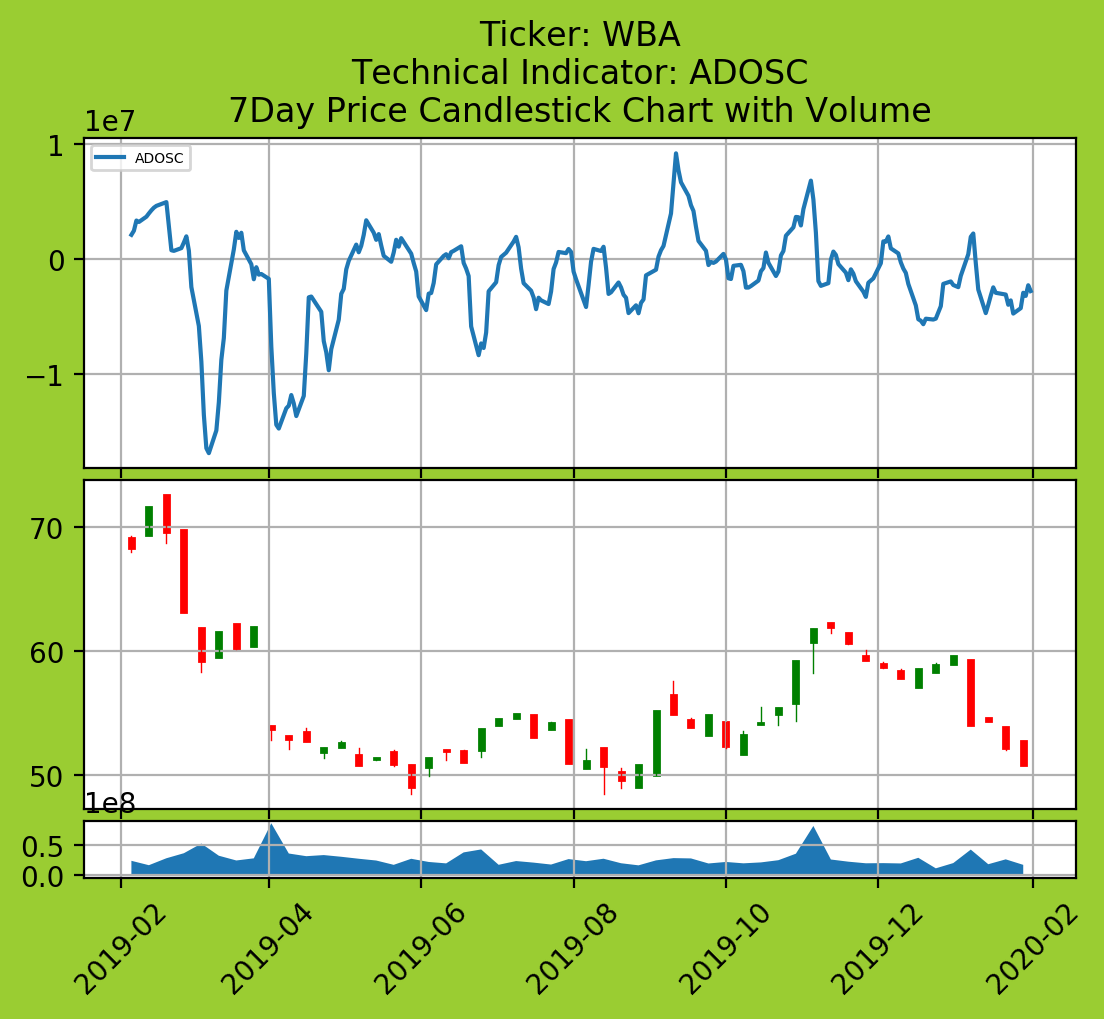 Ticker: WBA
Technical Indicator: ADOSC
7Day Price Candlestick Chart with Volume
1e7
1
ADOSC
0
−1
70
60
50
1e8
0.5
0.0
2019-02
2019-04
2019-06
2019-08
2019-10
2019-12
2020-02